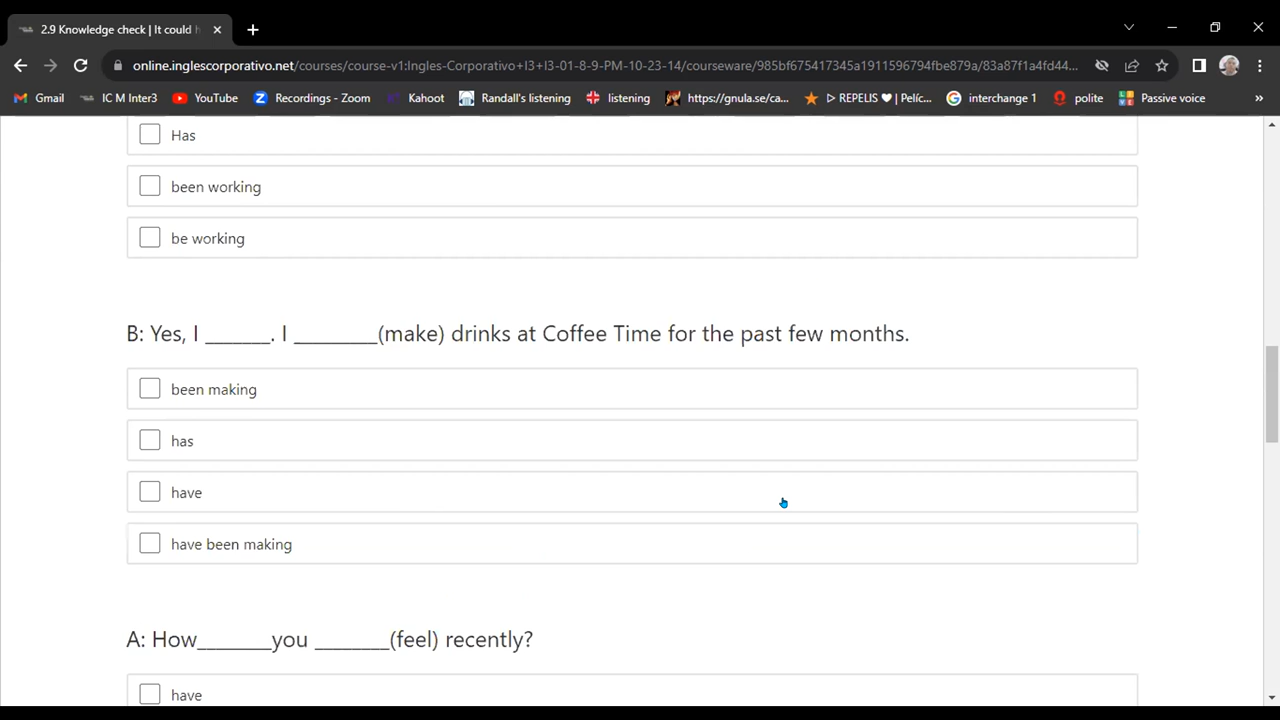 2.9 Knowledge check | It could h
online.inglescorporativo.net/courses/course-v1:Ingles-Corporativo+I3+I3-01-8-9-PM-10-23-14/courseware/985bf675417345a1911596794fbe879a/83a87f1a4fd44...
Gmail IC M Inter3 YouTube Recordings - Zoom Kahoot Randall's listening listening https://gnula.se/ca... ▷ REPELIS ♥ | Pelíc... interchange 1 polite Passive voice »
Has
been working
be working
B: Yes, I _______. I _________(make) drinks at Coffee Time for the past few months.
been making
has
have
have been making
A: How________you ________(feel) recently?
have